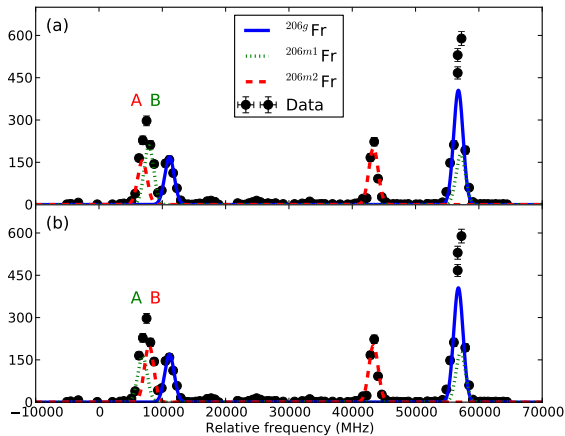 (a)
600
450
300
150
0
206g Fr
206m1 Fr
206m2 Fr
Data
A B
(b)
600
450
300
150
0
A B
−10000 0 10000 20000 30000 40000 50000 60000 70000
Relative frequency (MHz)